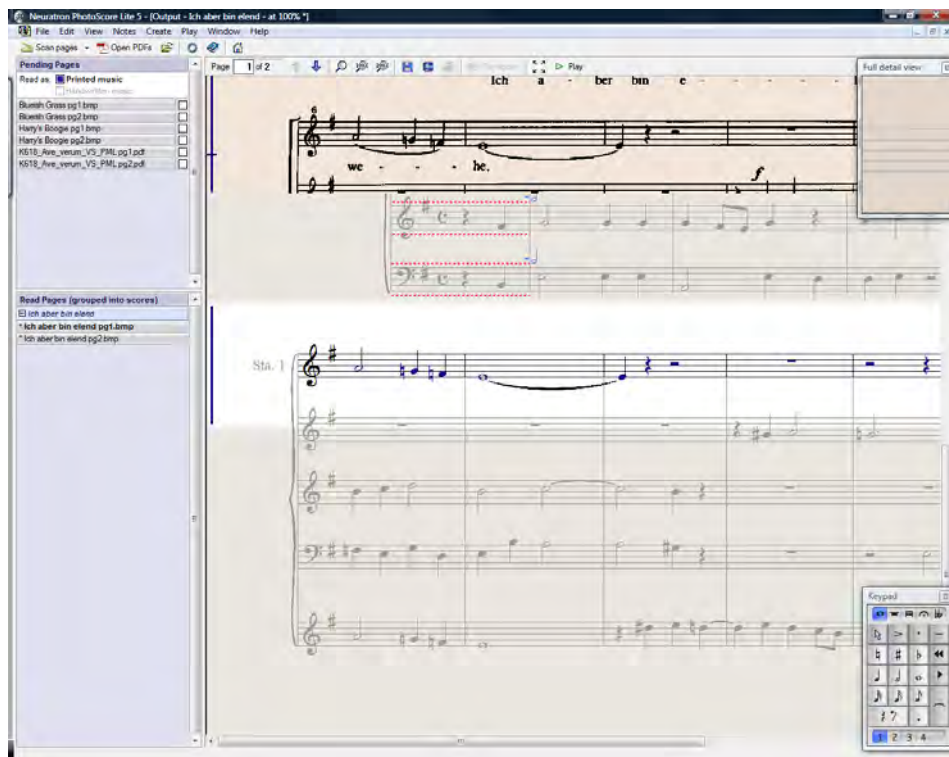 Neuratron PhotoScore Lite 5 - [Output - Ich aber bin elend - at 100% *]
File Edit View Notes Create Play Window Help
Scan pages Open PDFs
Pending Pages
Read as: Printed music
Handwritten music
Blueish Grass pg1.bmp
Blueish Grass pg2.bmp
Harry's Boogie pg1.bmp
Harry's Boogie pg2.bmp
K618_Ave_verum_VS_PML pg1.pdf
K618_Ave_verum_VS_PML pg2.pdf
Read Pages (grouped into scores)
Ich aber bin elend
* Ich aber bin elend pg1.bmp
* Ich aber bin elend pg2.bmp
Page 1 of 2 Play
Full detail view
Ich a - ber bin e - - - -
6
we - - - he.
f
Sta. 1
Keypad
1 2 3 4